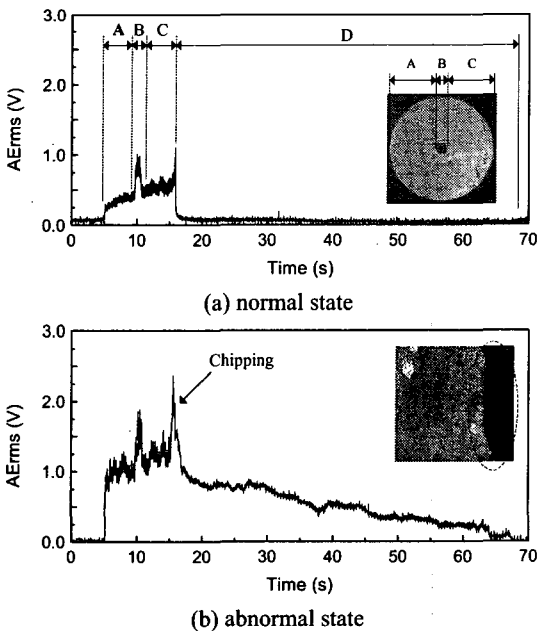 A B C D
A B C
3.0
2.0
1.0
0.0
AErms (V)
0 10 20 30 40 50 60 70
Time (s)
(a) normal state
Chipping
3.0
2.0
1.0
0.0
AErms (V)
0 10 20 30 40 50 60 70
Time (s)
(b) abnormal state